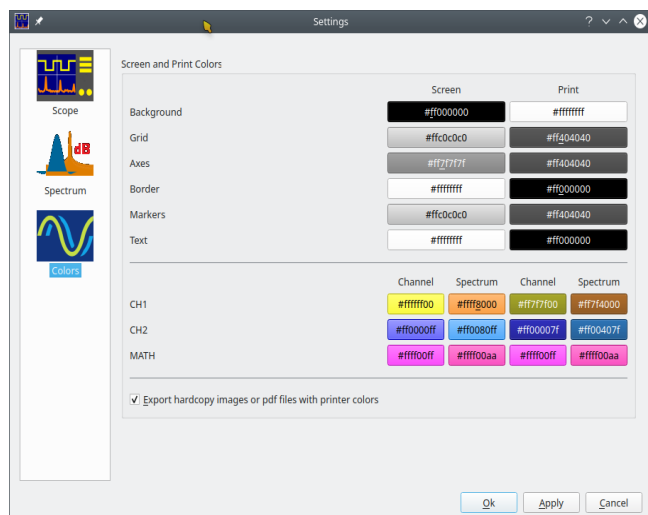 Settings
Scope
dB
Spectrum
Colors
Screen and Print Colors
Screen Print
Background #ff000000 #ffffffff
Grid #ffc0c0c0 #ff404040
Axes #ff7f7f7f #ff404040
Border #ffffffff #ff000000
Markers #ffc0c0c0 #ff404040
Text #ffffffff #ff000000
Channel Spectrum Channel Spectrum
CH1 #ffffff00 #ffff8000 #ff7f7f00 #ff7f4000
CH2 #ff0000ff #ff0080ff #ff00007f #ff00407f
MATH #ffff00ff #ffff00aa #ffff00ff #ffff00aa
Export hardcopy images or pdf files with printer colors
Ok Apply Cancel